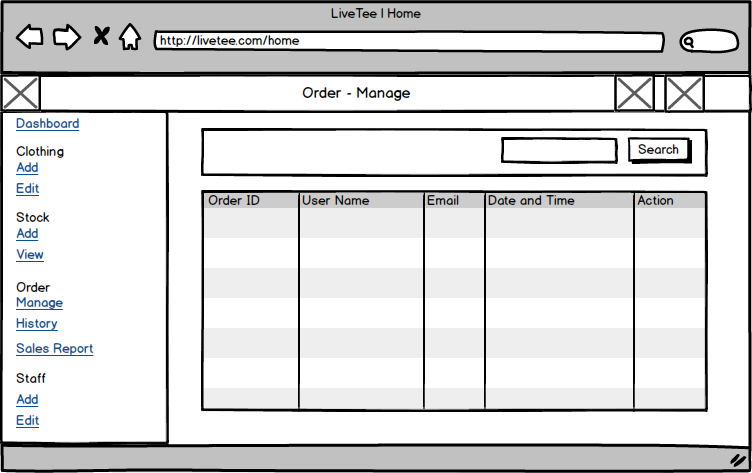 LiveTee | Home
http://livetee.com/home
Order - Manage
Dashboard
Clothing
Add
Edit
Stock
Add
View
Order
Manage
History
Sales Report
Staff
Add
Edit
Search
Order ID User Name Email Date and Time Action